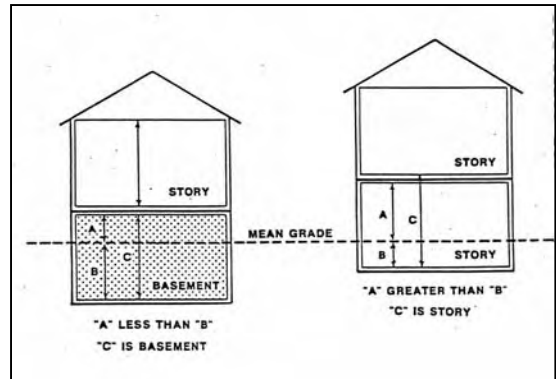 STORY
A
B
C
BASEMENT
"A" LESS THAN "B"
"C" IS BASEMENT
MEAN GRADE
STORY
A
C
B
STORY
"A" GREATER THAN "B"
"C" IS STORY